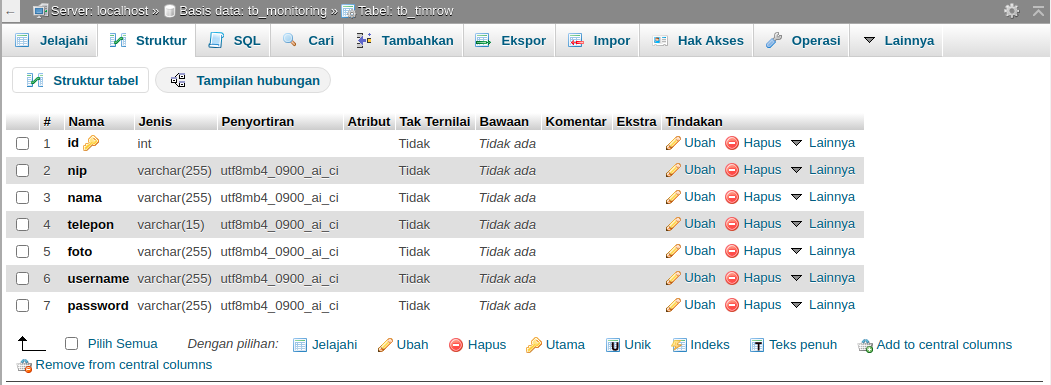 ← Server: localhost » Basis data: tb_monitoring » Tabel: tb_timrow
Jelajahi Struktur SQL Cari Tambahkan Ekspor Impor Hak Akses Operasi Lainnya
Struktur tabel Tampilan hubungan
# Nama Jenis Penyortiran Atribut Tak Ternilai Bawaan Komentar Ekstra Tindakan
1 id int Tidak Tidak ada Ubah Hapus Lainnya
2 nip varchar(255) utf8mb4_0900_ai_ci Tidak Tidak ada Ubah Hapus Lainnya
3 nama varchar(255) utf8mb4_0900_ai_ci Tidak Tidak ada Ubah Hapus Lainnya
4 telepon varchar(15) utf8mb4_0900_ai_ci Tidak Tidak ada Ubah Hapus Lainnya
5 foto varchar(255) utf8mb4_0900_ai_ci Tidak Tidak ada Ubah Hapus Lainnya
6 username varchar(255) utf8mb4_0900_ai_ci Tidak Tidak ada Ubah Hapus Lainnya
7 password varchar(255) utf8mb4_0900_ai_ci Tidak Tidak ada Ubah Hapus Lainnya
Pilih Semua Dengan pilihan: Jelajahi Ubah Hapus Utama Unik Indeks Teks penuh Add to central columns
Remove from central columns